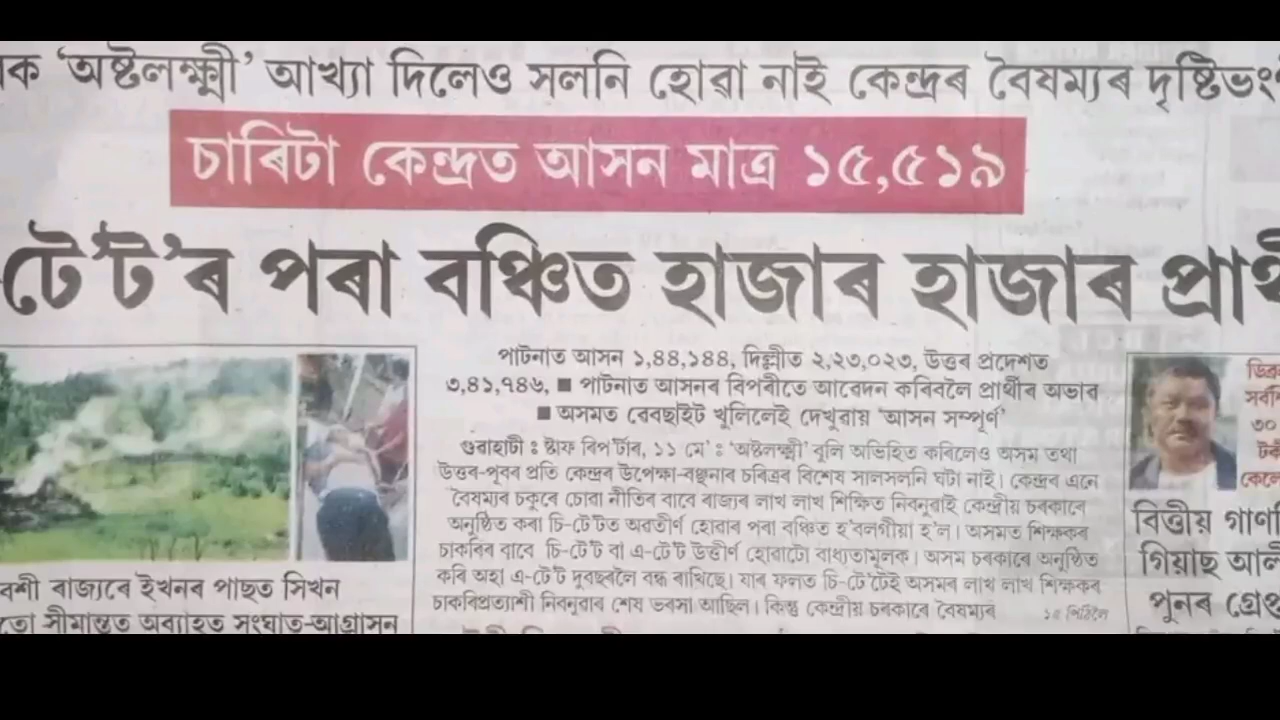 ‘অষ্টলক্ষ্মী’ আখ্যা দিলেও সলনি হোৱা নাই কেন্দ্ৰৰ বৈষম্যৰ
চাৰিটা কেন্দ্ৰত আসন মাত্ৰ ১৫,৫১৯
টে’ট’ৰ পৰা বঞ্চিত হাজাৰ হাজাৰ
পাটনাত আসন ১,৪৪,১৪৪, দিল্লীত ২,২৩,০২৩, উত্তৰ প্ৰদেশত
৩,৪১,৭৪৬, ■ পাটনাত আসনৰ বিপৰীতে আবেদন কৰিবলৈ প্ৰাৰ্থীৰ অভাৱ
■ অসমত ৱেবছাইট খুলিলেই দেখুৱায় ‘আসন সম্পূৰ্ণ’
গুৱাহাটী : ষ্টাফ ৰিপ’ৰ্টাৰ, ১১ মে’ : ‘অষ্টলক্ষ্মী’ বুলি অভিহিত কৰিলেও অসম তথা
উত্তৰ-পূবৰ প্ৰতি কেন্দ্ৰৰ উপেক্ষা-বঞ্চনাৰ চৰিত্ৰৰ বিশেষ সালসলনি ঘটা নাই। কেন্দ্ৰৰ এনে
বৈষম্যৰ চকুৰে চোৱা নীতিৰ বাবে ৰাজ্যৰ লাখ লাখ শিক্ষিত নিবনুৱাই কেন্দ্ৰীয় চৰকাৰে
অনুষ্ঠিত কৰা চি-টে’টত অৱতীৰ্ণ হোৱাৰ পৰা বঞ্চিত হ’বলগীয়া হ’ল। অসমত শিক্ষকৰ
চাকৰিৰ বাবে চি-টে’ট বা এ-টে’ট উত্তীৰ্ণ হোৱাটো বাধ্যতামূলক। অসম চৰকাৰে অনুষ্ঠিত
কৰি অহা এ-টে’ট দুবছৰলৈ বন্ধ ৰাখিছে। যাৰ ফলত চি-টে’টেই অসমৰ লাখ লাখ শিক্ষকৰ
চাকৰিপ্ৰত্যাশী নিবনুৱাৰ শেষ ভৰসা আছিল। কিন্তু কেন্দ্ৰীয় চৰকাৰে বৈষম্যৰ
ৰাজ্যৰে ইখনৰ পাছত সিখন
সীমান্তত অব্যাহত সংঘাত-আগ্ৰাসন
৩০
বিত্তীয়
গিয়াছ
পুনৰ